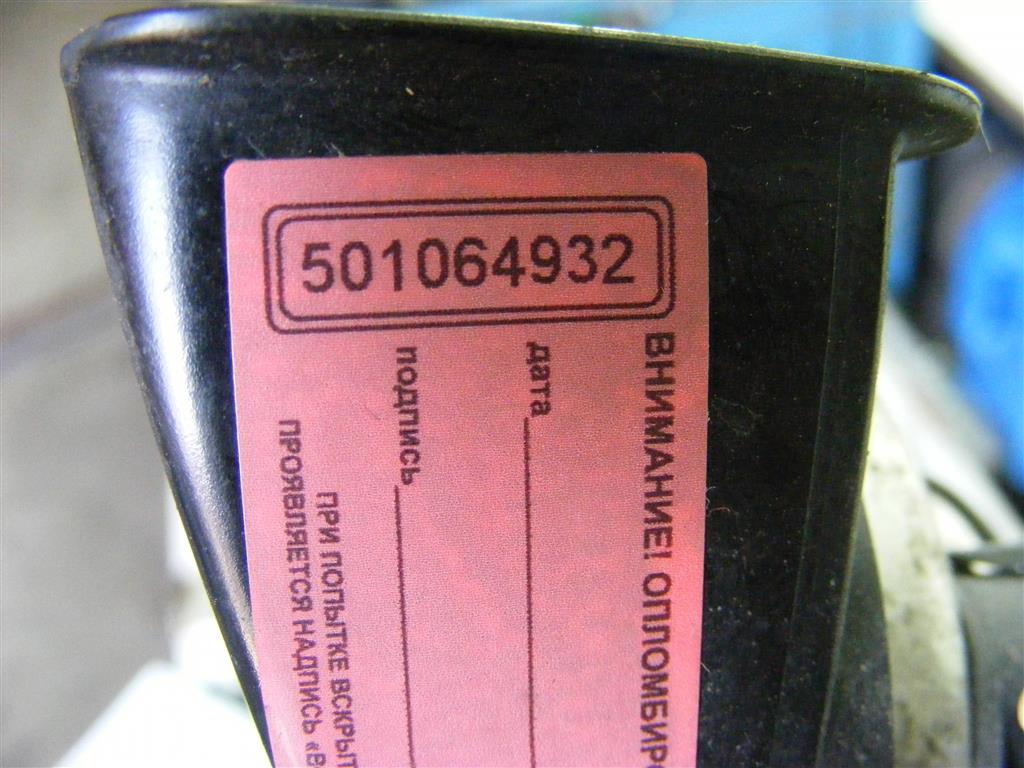 501064932
ВНИМАНИЕ! ОПЛОМБИР
дата
подпись
ПРИ ПОПЫТКЕ ВСКРЫТ
ПРОЯВЛЯЕТСЯ НАДПИСЬ «В